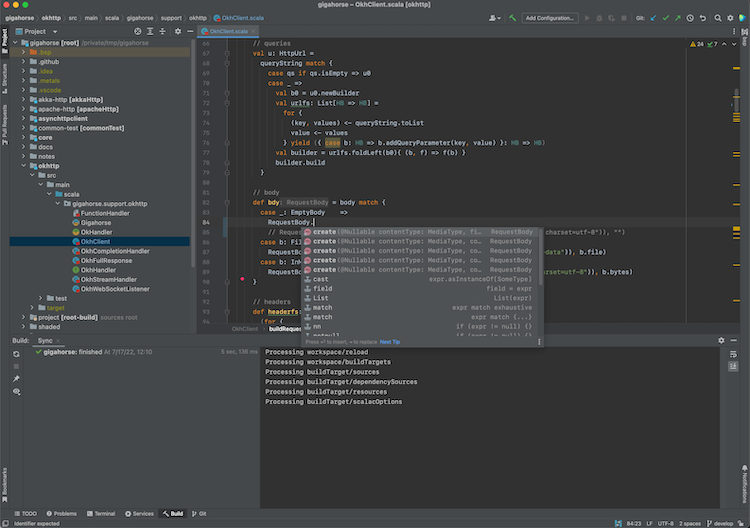 gigahorse – OkhClient.scala
gigahorse okhttp src main scala gigahorse support okhttp OkhClient.scala
Add Configuration...
Git:
Project
gigahorse [root] /private/tmp/gigahorse
.bsp
.github
.idea
.metals
.vscode
akka-http [akkaHttp]
apache-http [apacheHttp]
asynchttpclient
common-test [commonTest]
core
docs
notes
okhttp
src
main
scala
gigahorse.support.okhttp
FunctionHandler
Gigahorse
OkHandler
OkhClient
OkhCompletionHandler
OkhFullResponse
OkhHandler
OkhStreamHandler
OkhWebSocketListener
test
target
project [root-build] sources root
shaded
Project
Structure
Pull Requests
Bookmarks
OkhClient.scala
24 7
66 // queries
67 val u: HttpUrl =
68 queryString match {
69 case qs if qs.isEmpty => u0
70 case _ =>
71 val b0 = u0.newBuilder
72 val urlfs: List[HB => HB] =
73 for {
74 (key, values) <- queryString.toList
75 value <- values
76 } yield ({ case b: HB => b.addQueryParameter(key, value) }: HB => HB)
77 val builder = urlfs.foldLeft(b0){ (b, f) => f(b) }
78 builder.build
79 }
80
81 // body
82 def bdy: RequestBody = body match {
83 case _: EmptyBody =>
84 RequestBody.
85 // Requ charset=utf-8")), "")
86 case b: Fil
87 RequestBo -data")), b.file)
88 case b: InM
89 RequestBo rset=utf-8")), b.bytes)
90 }
91
92 // headers
93 def headerfs:
94 (for {
create(@Nullable contentType: MediaType, fi… RequestBody
create(@Nullable contentType: MediaType, co… RequestBody
create(@Nullable contentType: MediaType, co… RequestBody
create(@Nullable contentType: MediaType, co… RequestBody
create(@Nullable contentType: MediaType, co… RequestBody
cast expr.asInstanceOf[SomeType]
field field = expr
List List(expr)
match expr match exhaustive
match expr match {...}
nn if (expr != null) {}
notnull if (expr != null) {}
Press ↵ to insert, → to replace Next Tip
OkhClient buildReque
Build: Sync
gigahorse: finished At 7/17/22, 12:10 5 sec, 136 ms
Processing workspace/reload
Processing workspace/buildTargets
Processing buildTarget/sources
Processing buildTarget/dependencySources
Processing buildTarget/resources
Processing buildTarget/scalacOptions
Notifications
TODO Problems Terminal Services Build Git
Identifier expected
84:23 LF UTF-8 2 spaces develop